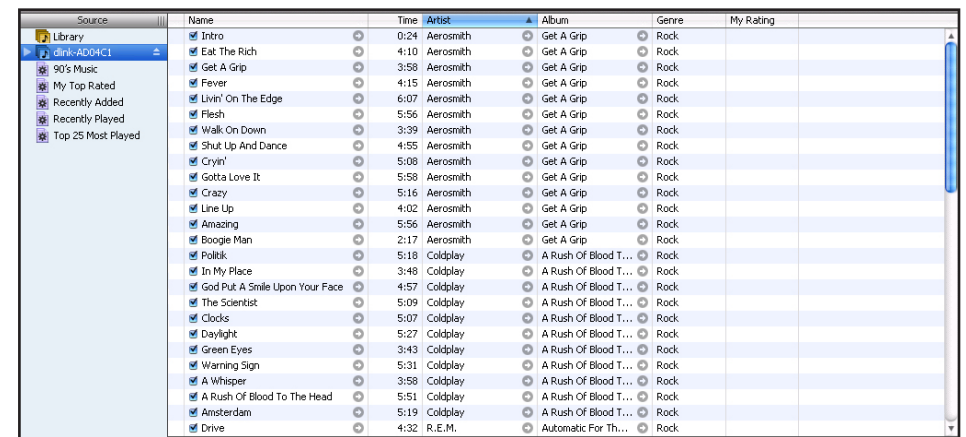 Source Name Time Artist Album Genre My Rating
Library Intro 0:24 Aerosmith Get A Grip Rock
dlink-AD04C1 Eat The Rich 4:10 Aerosmith Get A Grip Rock
90's Music Get A Grip 3:58 Aerosmith Get A Grip Rock
My Top Rated Fever 4:15 Aerosmith Get A Grip Rock
Recently Added Livin' On The Edge 6:07 Aerosmith Get A Grip Rock
Recently Played Flesh 5:56 Aerosmith Get A Grip Rock
Top 25 Most Played Walk On Down 3:39 Aerosmith Get A Grip Rock
Shut Up And Dance 4:55 Aerosmith Get A Grip Rock
Cryin' 5:08 Aerosmith Get A Grip Rock
Gotta Love It 5:58 Aerosmith Get A Grip Rock
Crazy 5:16 Aerosmith Get A Grip Rock
Line Up 4:02 Aerosmith Get A Grip Rock
Amazing 5:56 Aerosmith Get A Grip Rock
Boogie Man 2:17 Aerosmith Get A Grip Rock
Politik 5:18 Coldplay A Rush Of Blood T... Rock
In My Place 3:48 Coldplay A Rush Of Blood T... Rock
God Put A Smile Upon Your Face 4:57 Coldplay A Rush Of Blood T... Rock
The Scientist 5:09 Coldplay A Rush Of Blood T... Rock
Clocks 5:07 Coldplay A Rush Of Blood T... Rock
Daylight 5:27 Coldplay A Rush Of Blood T... Rock
Green Eyes 3:43 Coldplay A Rush Of Blood T... Rock
Warning Sign 5:31 Coldplay A Rush Of Blood T... Rock
A Whisper 3:58 Coldplay A Rush Of Blood T... Rock
A Rush Of Blood To The Head 5:51 Coldplay A Rush Of Blood T... Rock
Amsterdam 5:19 Coldplay A Rush Of Blood T... Rock
Drive 4:32 R.E.M. Automatic For Th... Rock